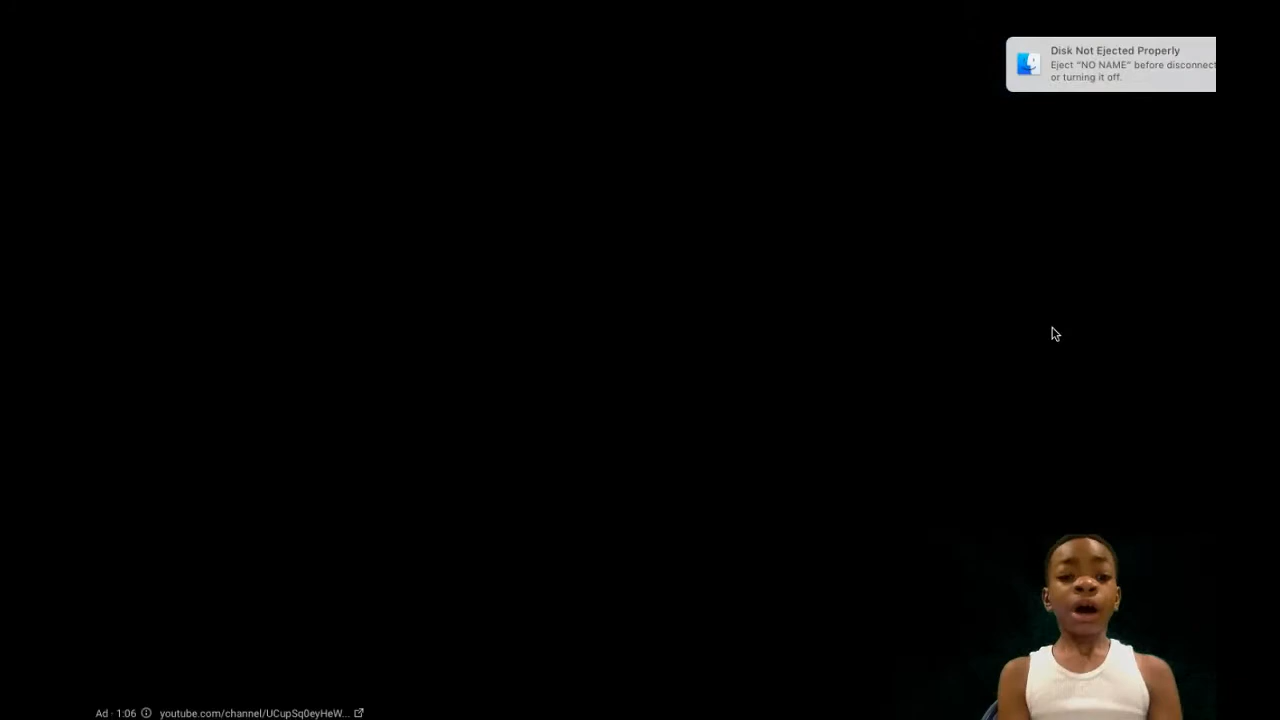 Disk Not Ejected Properly
Eject "NO NAME" before disconnect
or turning it off.
Ad · 1:06 youtube.com/channel/UCupSq0eyHeW...